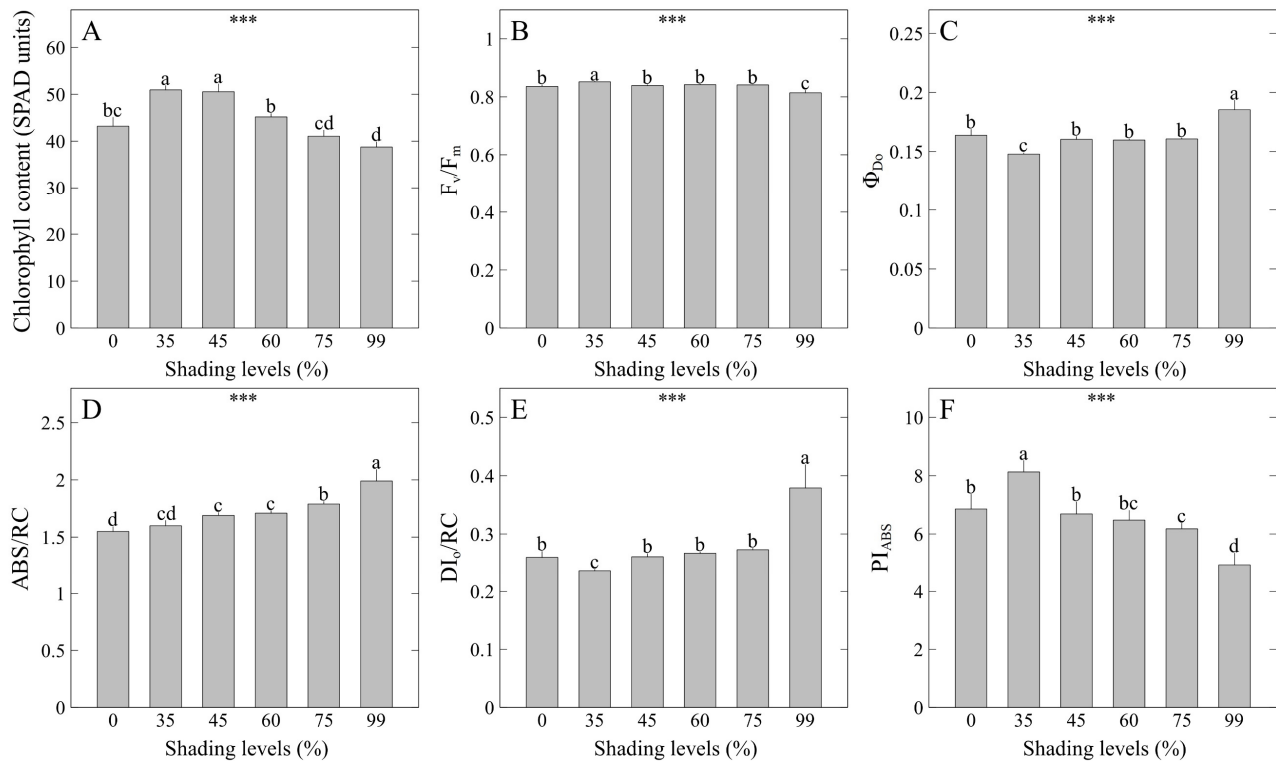 A
***
Chlorophyll content (SPAD units)
60
50
40
30
20
10
0
bc
a
a
b
cd
d
0 35 45 60 75 99
Shading levels (%)
B
***
Fv/Fm
1
0.8
0.6
0.4
0.2
0
b
a
b
b
b
c
0 35 45 60 75 99
Shading levels (%)
C
***
ΦDo
0.25
0.2
0.15
0.1
0.05
0
b
c
b
b
b
a
0 35 45 60 75 99
Shading levels (%)
D
***
ABS/RC
2.5
2
1.5
1
0.5
0
d
cd
c
c
b
a
0 35 45 60 75 99
Shading levels (%)
E
***
DIo/RC
0.5
0.4
0.3
0.2
0.1
0
b
c
b
b
b
a
0 35 45 60 75 99
Shading levels (%)
F
***
PIABS
10
8
6
4
2
0
b
a
b
bc
c
d
0 35 45 60 75 99
Shading levels (%)